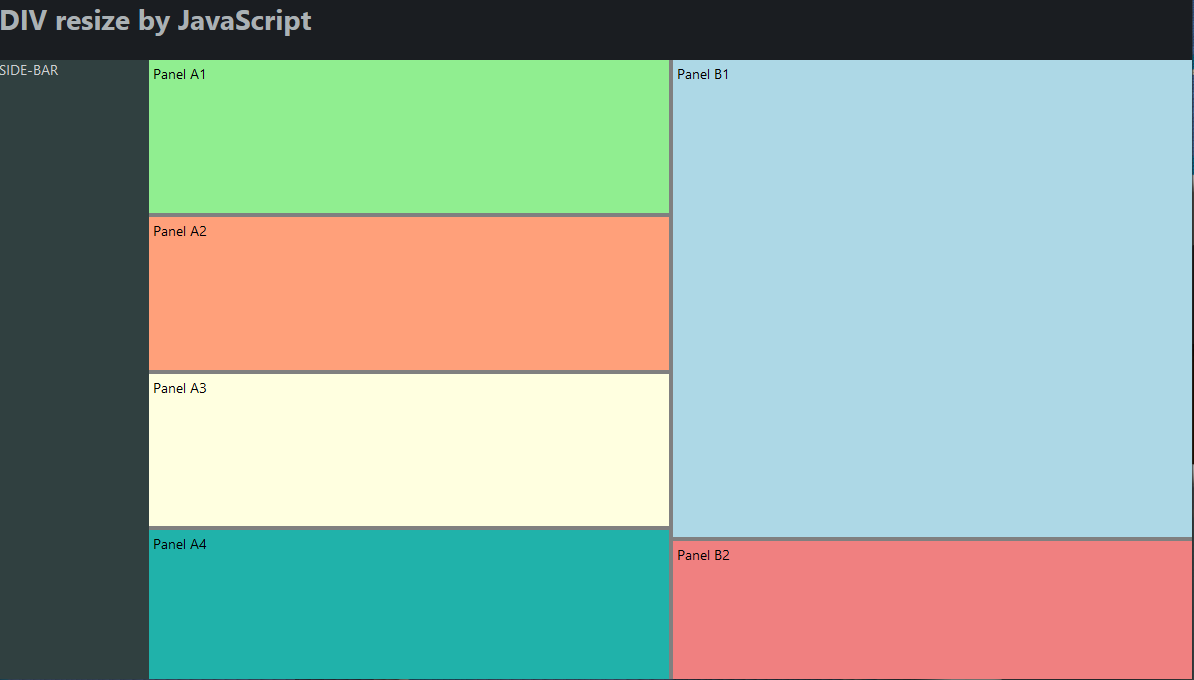 DIV resize by JavaScript
SIDE-BAR
Panel A1
Panel A2
Panel A3
Panel A4
Panel B1
Panel B2